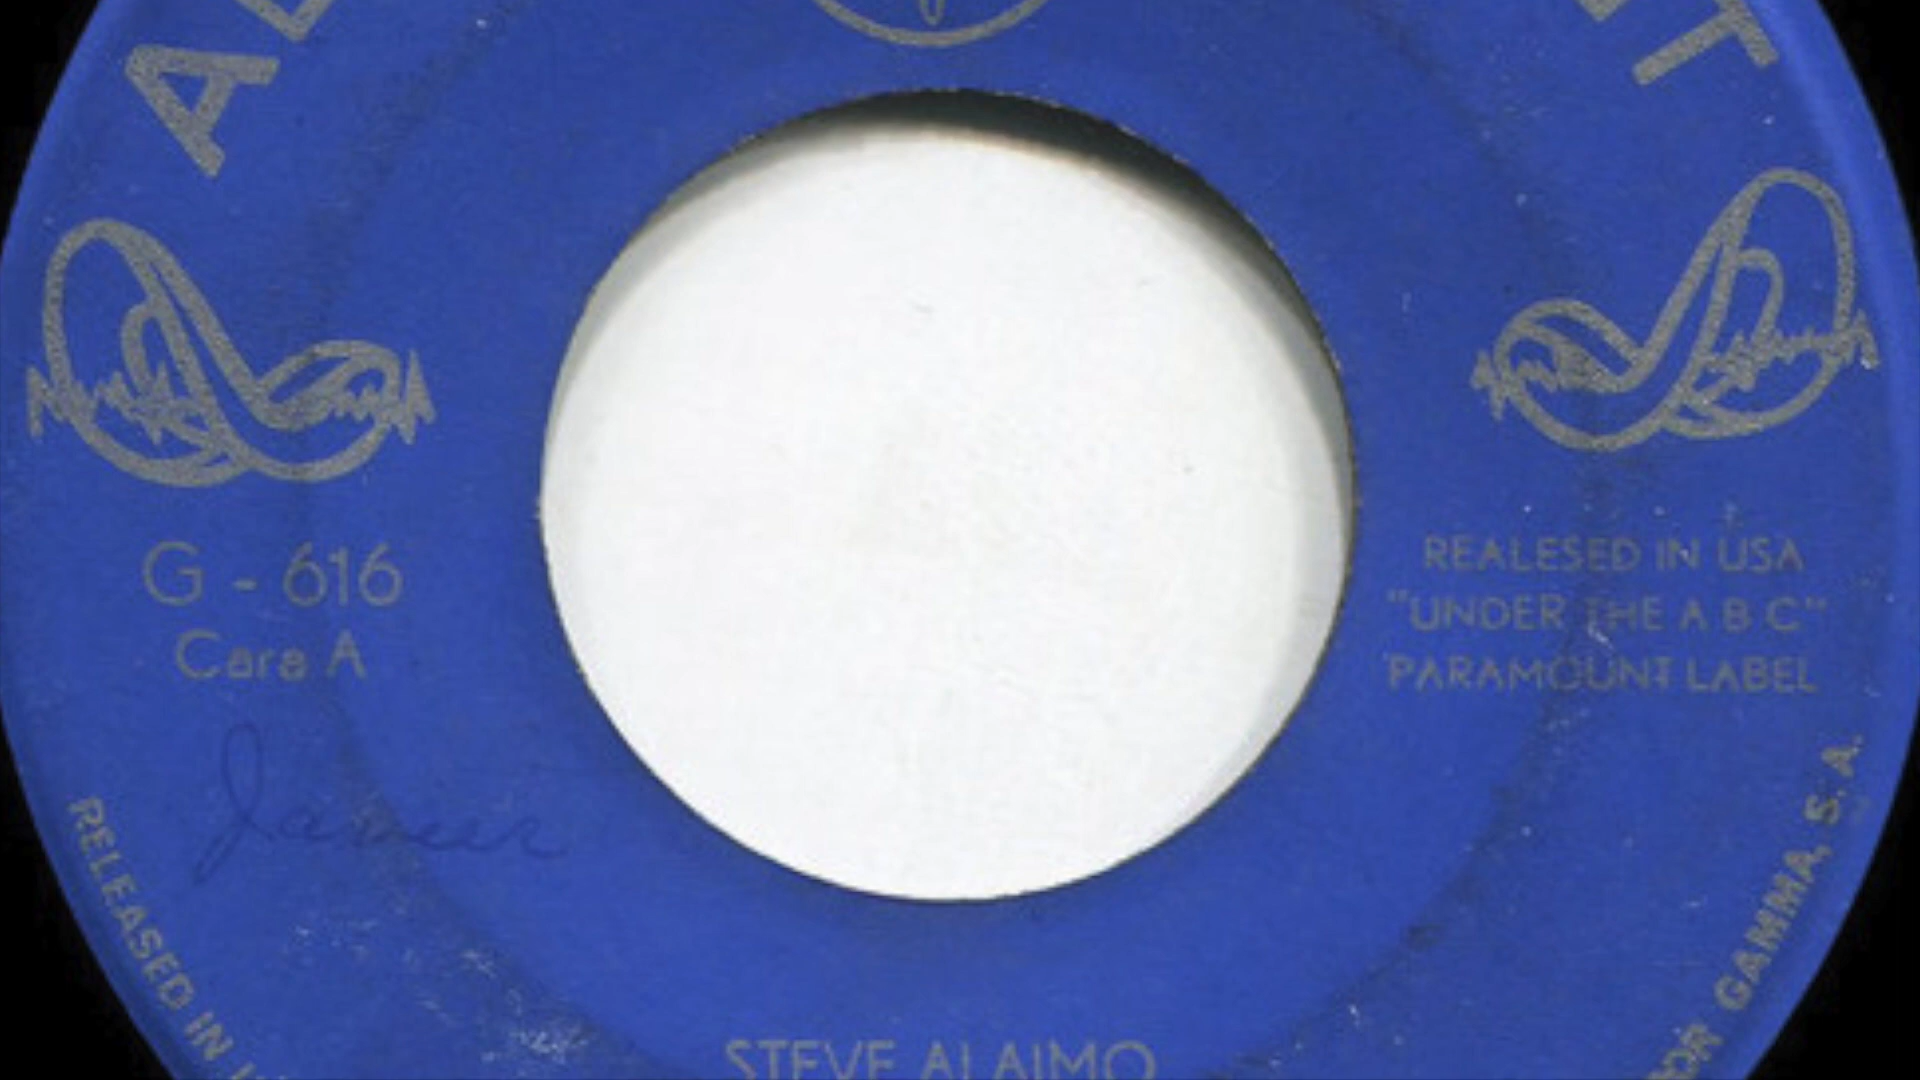 G - 616
Cara A
REALESED IN USA
"UNDER THE A B C"
PARAMOUNT LABEL
RELEASED IN
GAMMA, S. A.
STEVE ALAIMO